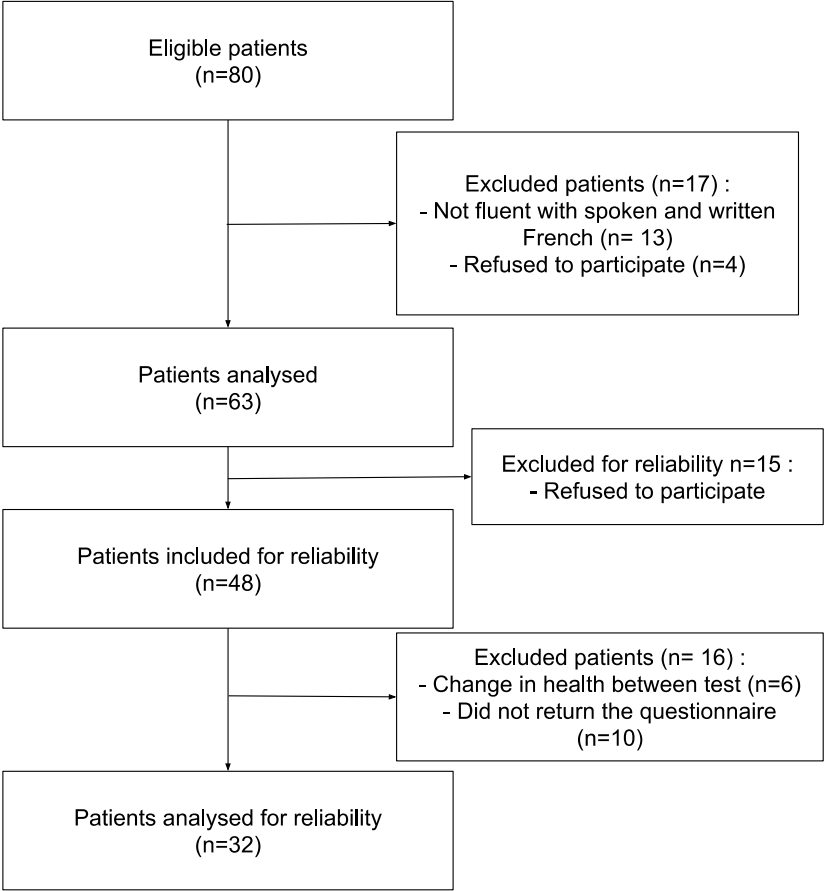 Eligible patients
(n=80)
Excluded patients (n=17) :
- Not fluent with spoken and written
French (n= 13)
- Refused to participate (n=4)
Patients analysed
(n=63)
Excluded for reliability n=15 :
- Refused to participate
Patients included for reliability
(n=48)
Excluded patients (n= 16) :
- Change in health between test (n=6)
- Did not return the questionnaire
(n=10)
Patients analysed for reliability
(n=32)